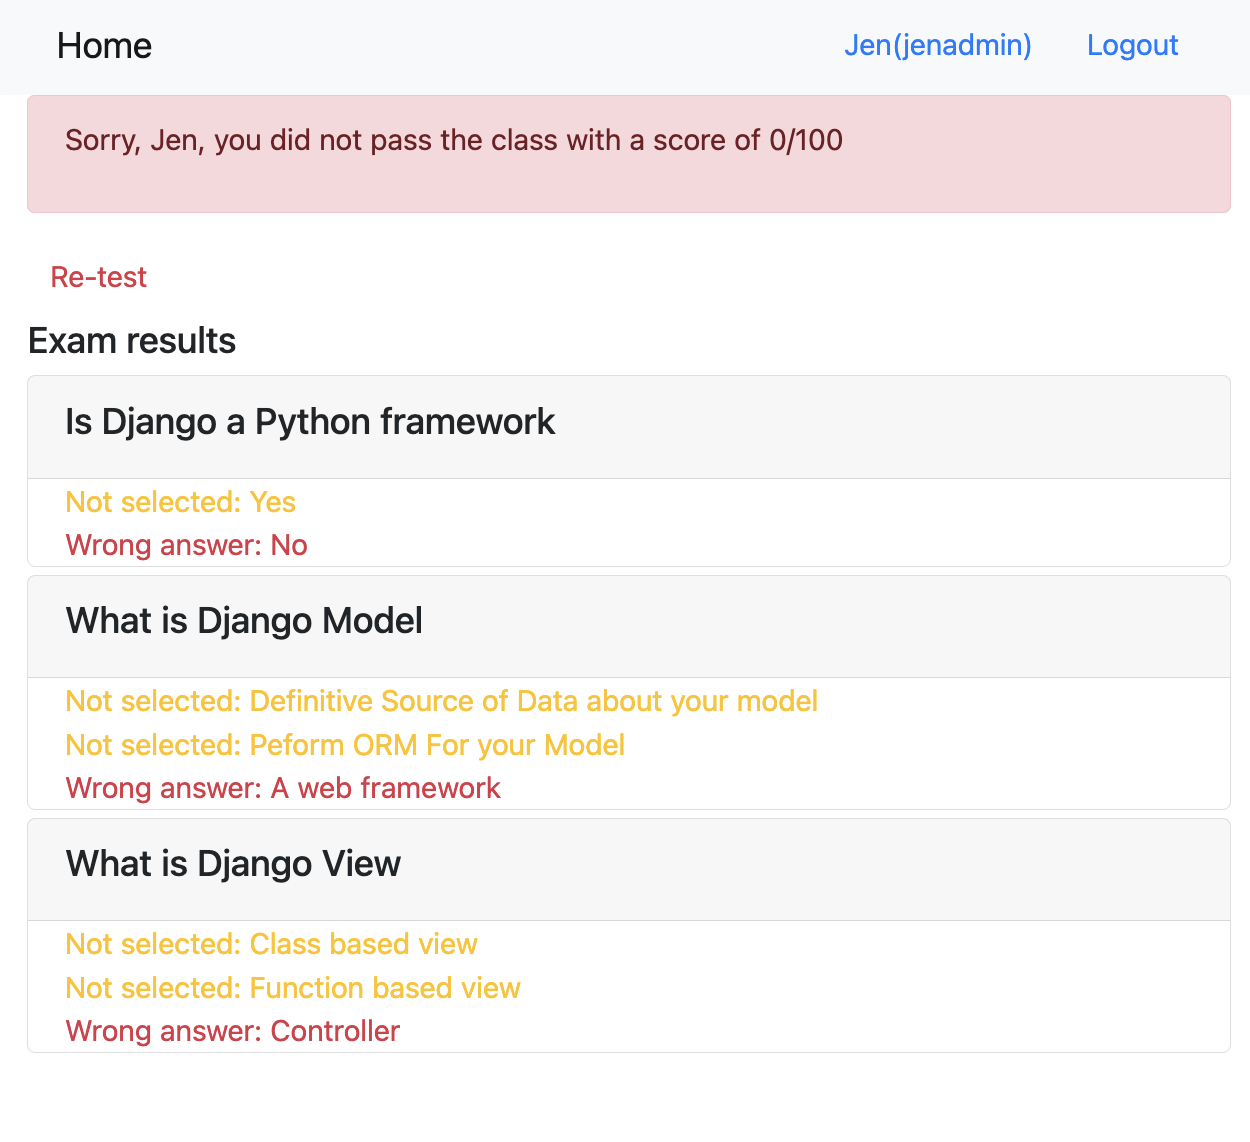 Home
Jen(jenadmin)
Logout
Sorry, Jen, you did not pass the class with a score of 0/100
Re-test
Exam results
Is Django a Python framework
Not selected: Yes
Wrong answer: No
What is Django Model
Not selected: Definitive Source of Data about your model
Not selected: Peform ORM For your Model
Wrong answer: A web framework
What is Django View
Not selected: Class based view
Not selected: Function based view
Wrong answer: Controller